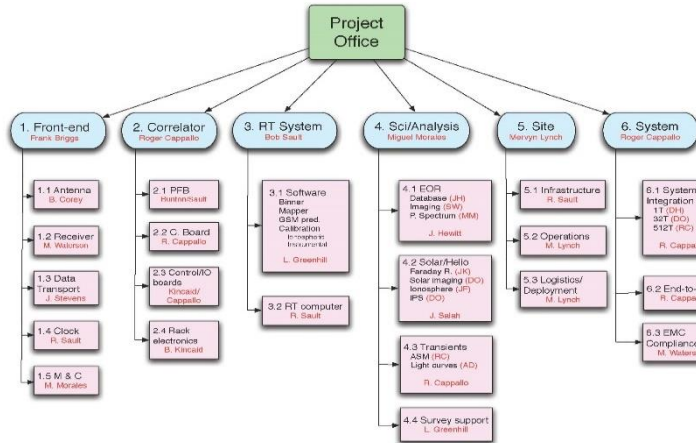 Project
Office
1. Front-end
Frank Briggs
2. Correlator
Roger Cappallo
3. RT System
Bob Sault
4. Sci/Analysis
Miguel Morales
5. Site
Mervyn Lynch
6. System
Roger Cappallo
1.1 Antenna
B. Corey
1.2 Receiver
M. Waterson
1.3 Data
Transport
J. Stevens
1.4 Clock
R. Sault
1.5 M & C
M. Morales
2.1 PFB
Bunton/Sault
2.2 C. Board
R. Cappallo
2.3 Control/IO
boards
Kincaid/
Cappallo
2.4 Rack
electronics
B. Kincaid
3.1 Software
Binner
Mapper
GSM pred.
Calibration
Ionospheric
Instrumental
L. Greenhill
3.2 RT computer
R. Sault
4.1 EOR
Database (JH)
Imaging (SW)
P. Spectrum (MM)
J. Hewitt
4.2 Solar/Helio
Faraday R. (JK)
Solar imaging (DO)
Ionosphere (JF)
IPS (DO)
J. Salah
4.3 Transients
ASM (RC)
Light curves (AD)
R. Cappallo
4.4 Survey support
L. Greenhill
5.1 Infrastructure
R. Sault
5.2 Operations
M. Lynch
5.3 Logistics/
Deployment
M. Lynch
6.1 System
Integration
1T (DH)
32T (DO)
512T (RC)
R. Cappa
6.2 End-to-
R. Cappa
6.3 EMC
Compliance
M. Waters